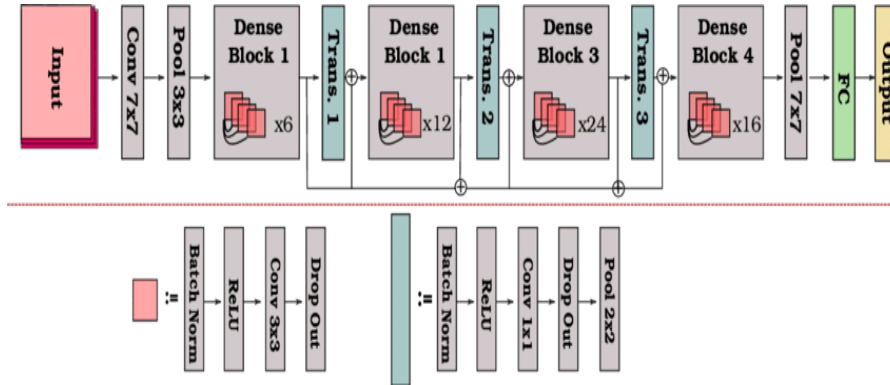 Input
Conv 7x7
Pool 3x3
Dense
Block 1
x6
Trans. 1
Dense
Block 1
x12
Trans. 2
Dense
Block 3
x24
Trans. 3
Dense
Block 4
x16
Pool 7x7
FC
Output
::=
Batch Norm
ReLU
Conv 3x3
Drop Out
::=
Batch Norm
ReLU
Conv 1x1
Drop Out
Pool 2x2